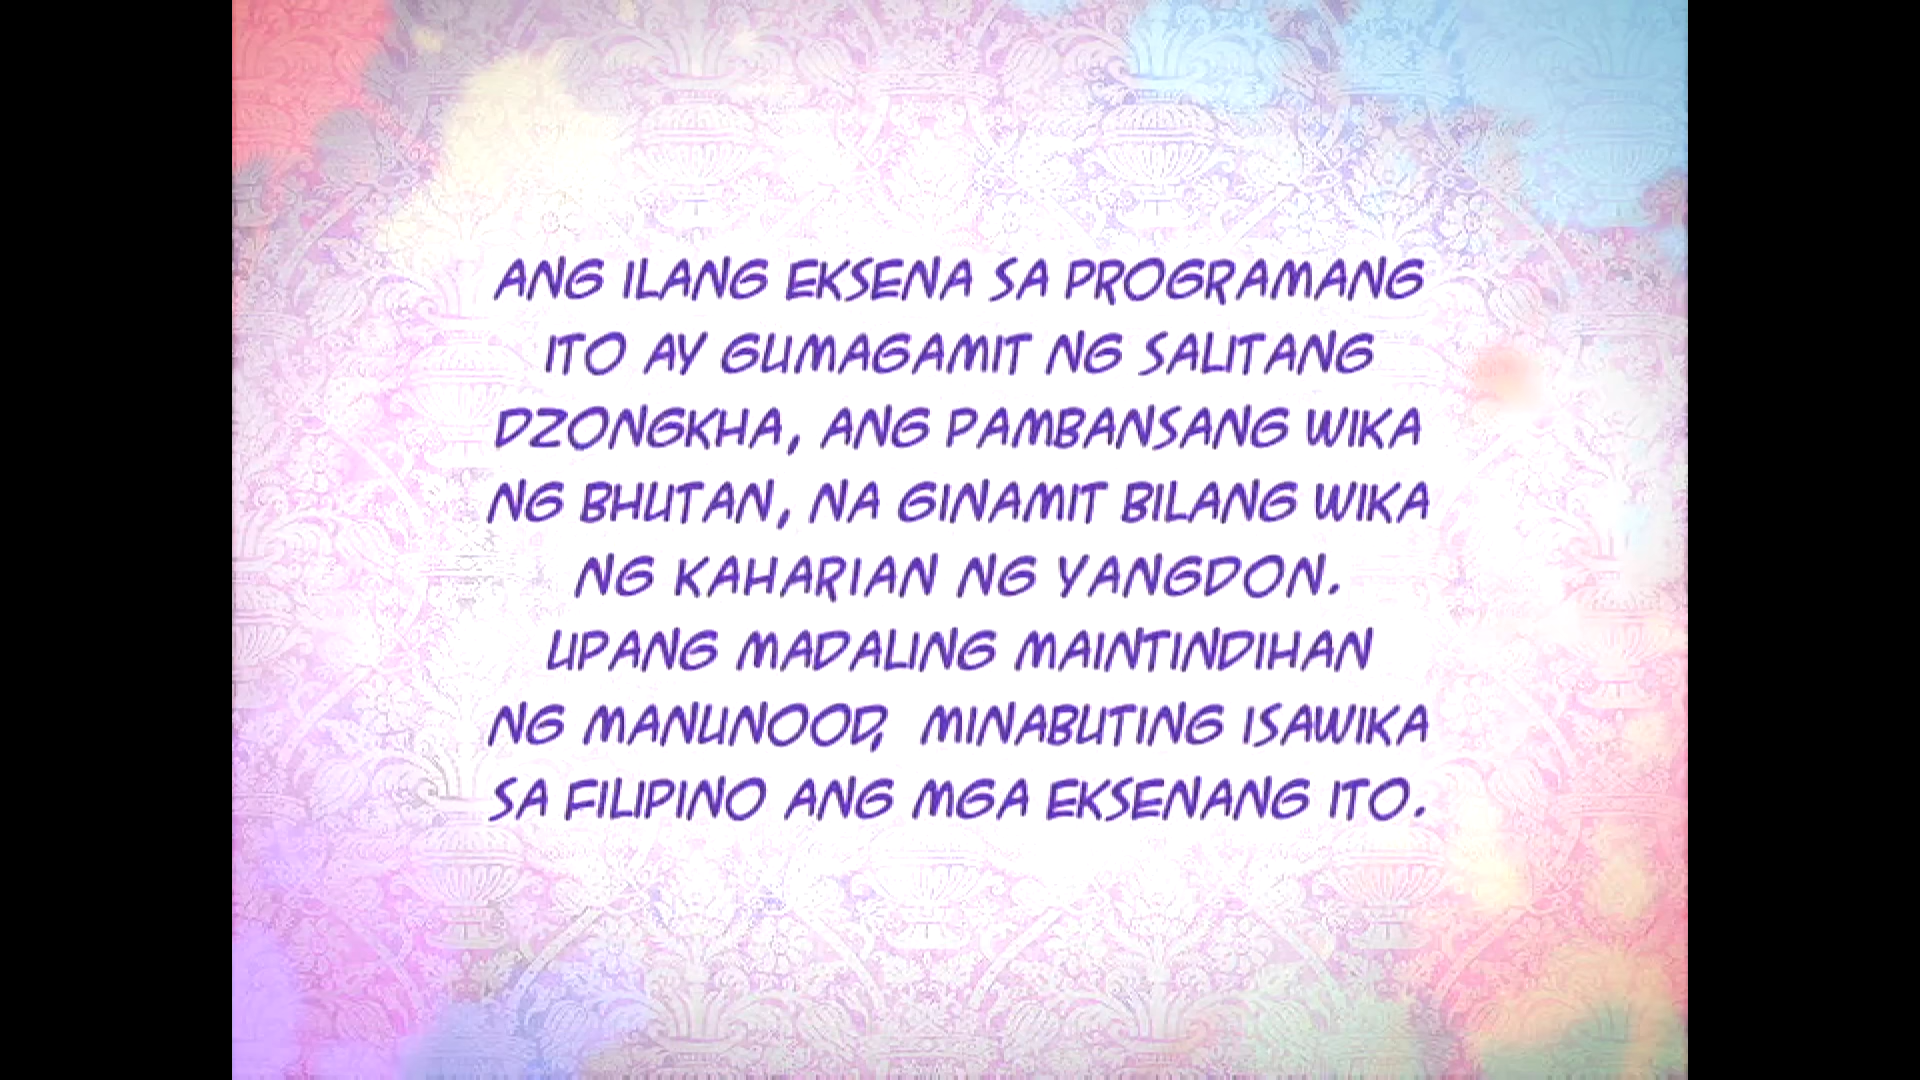 ANG ILANG EKSENA SA PROGRAMANG
ITO AY GUMAGAMIT NG SALITANG
DZONGKHA, ANG PAMBANSANG WIKA
NG BHUTAN, NA GINAMIT BILANG WIKA
NG KAHARIAN NG YANGDON.
UPANG MADALING MAINTINDIHAN
NG MANUNOOD, MINABUTING ISAWIKA
SA FILIPINO ANG MGA EKSENANG ITO.